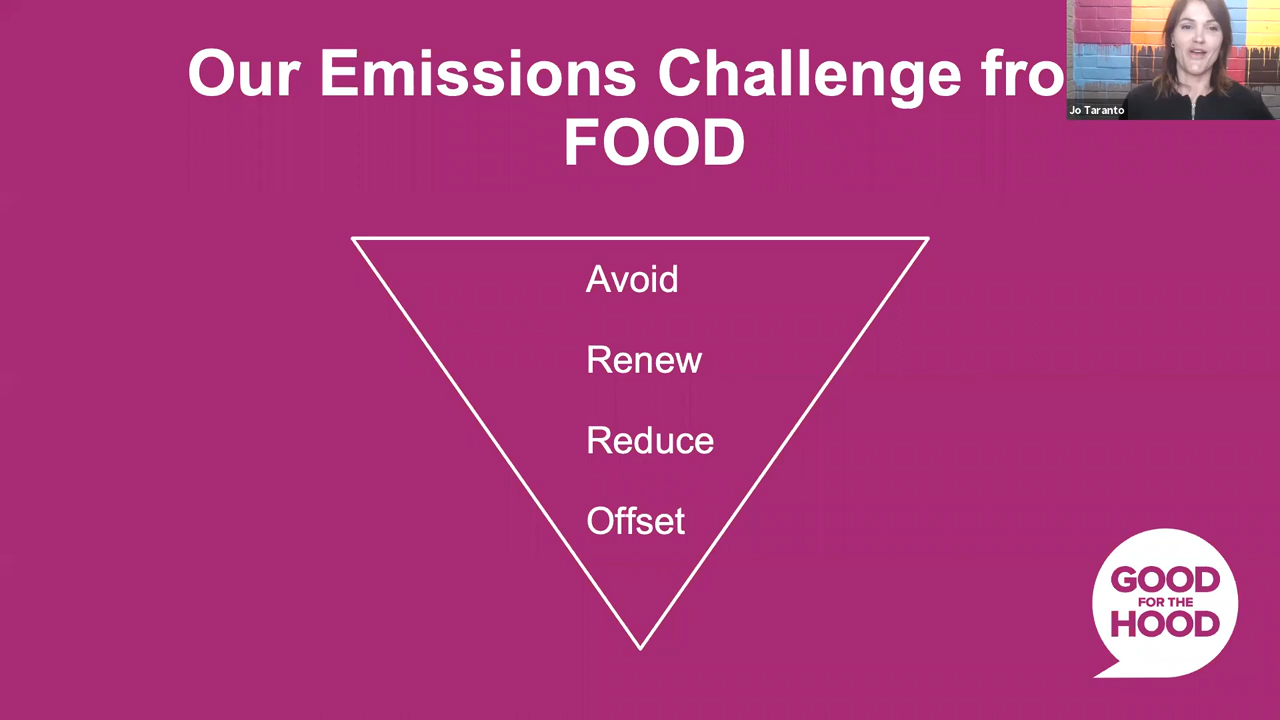 Our Emissions Challenge fro
FOOD
Jo Taranto
Avoid
Renew
Reduce
Offset
GOOD
FOR THE
HOOD